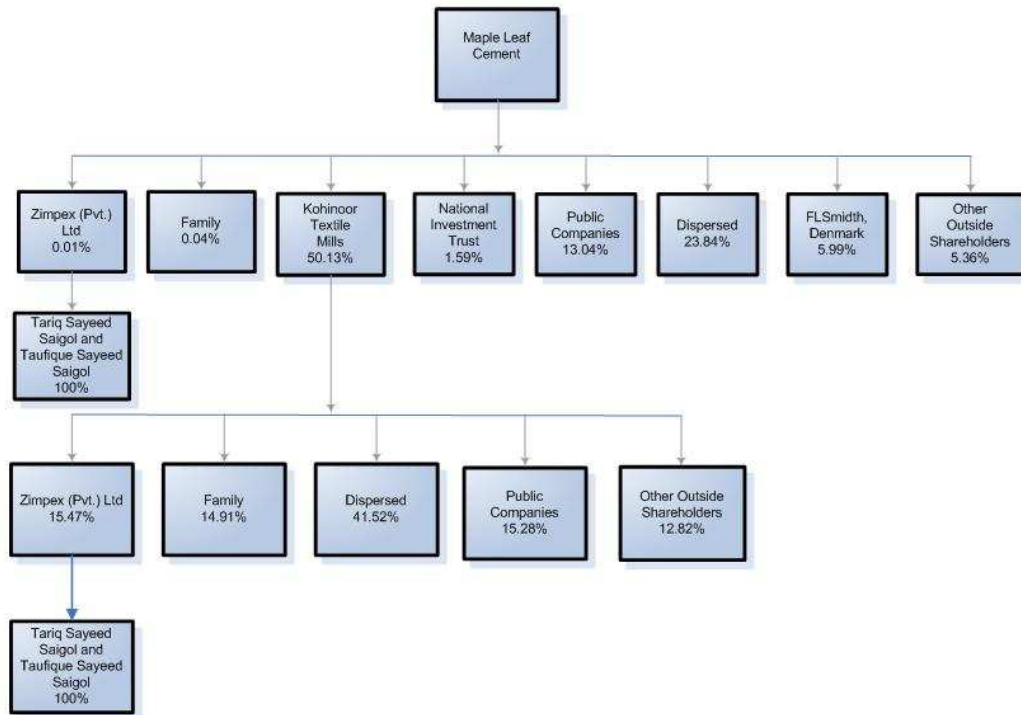 Maple Leaf
Cement
Zimpex (Pvt.)
Ltd
0.01%
Family
0.04%
Kohinoor
Textile
Mills
50.13%
National
Investment
Trust
1.59%
Public
Companies
13.04%
Dispersed
23.84%
FLSmidth,
Denmark
5.99%
Other
Outside
Shareholders
5.36%
Tariq Sayeed
Saigol and
Taufique Sayeed
Saigol
100%
Zimpex (Pvt.) Ltd
15.47%
Family
14.91%
Dispersed
41.52%
Public
Companies
15.28%
Other Outside
Shareholders
12.82%
Tariq Sayeed
Saigol and
Taufique Sayeed
Saigol
100%